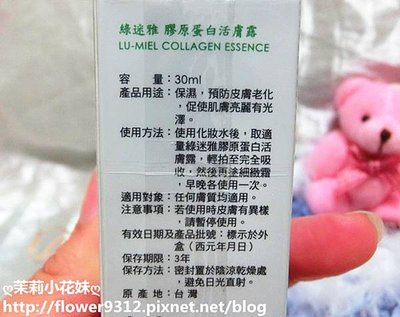 綠迷雅 膠原蛋白活膚露
LU-MIEL COLLAGEN ESSENCE
容量：30ml
產品用途：保濕，預防皮膚老化
，促使肌膚亮麗有光
澤。
使用方法：使用化妝水後，取適
量綠迷雅膠原蛋白活
膚露，輕拍至完全吸
收，然後再塗細緻霜
，早晚各使用一次。
適用對象：任何膚質均適用。
注意事項：若使用時皮膚有異樣
，請暫停使用。
有效日期及產品批號：標示於外
盒（西元年月日）
保存期限：3年
保存方法：密封置於陰涼乾燥處
，避免日光直射。
原產地：台灣
ღ茉莉小花妹ღ
http://flower9312.pixnet.net/blog